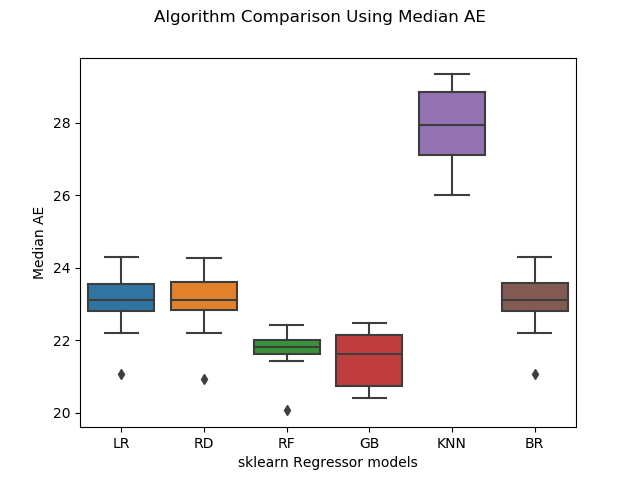 Algorithm Comparison Using Median AE
Median AE
28
26
24
22
20
LR RD RF GB KNN BR
sklearn Regressor models